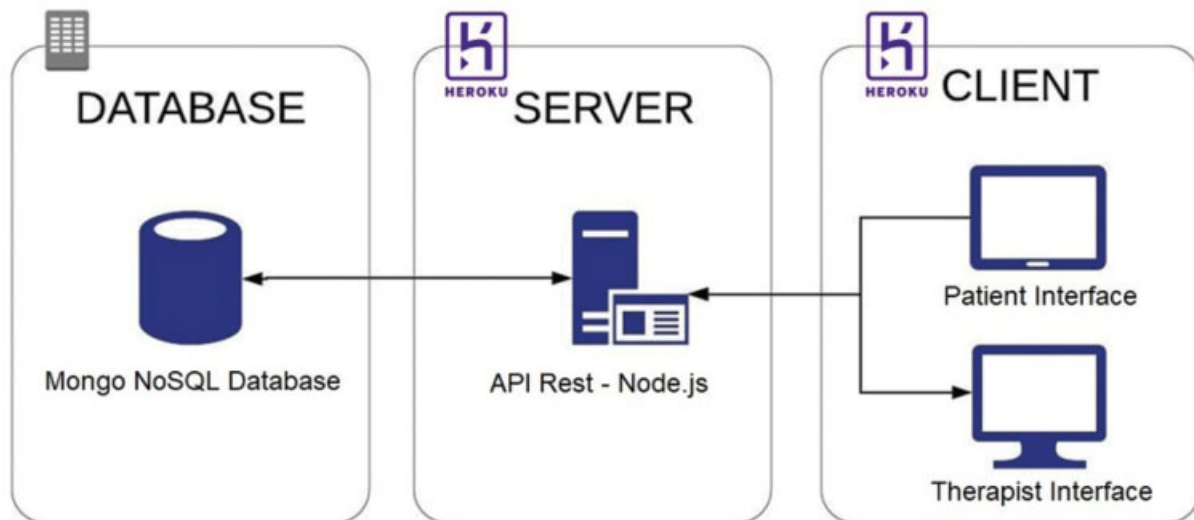 DATABASE
Mongo NoSQL Database
HEROKU
SERVER
API Rest - Node.js
HEROKU
CLIENT
Patient Interface
Therapist Interface